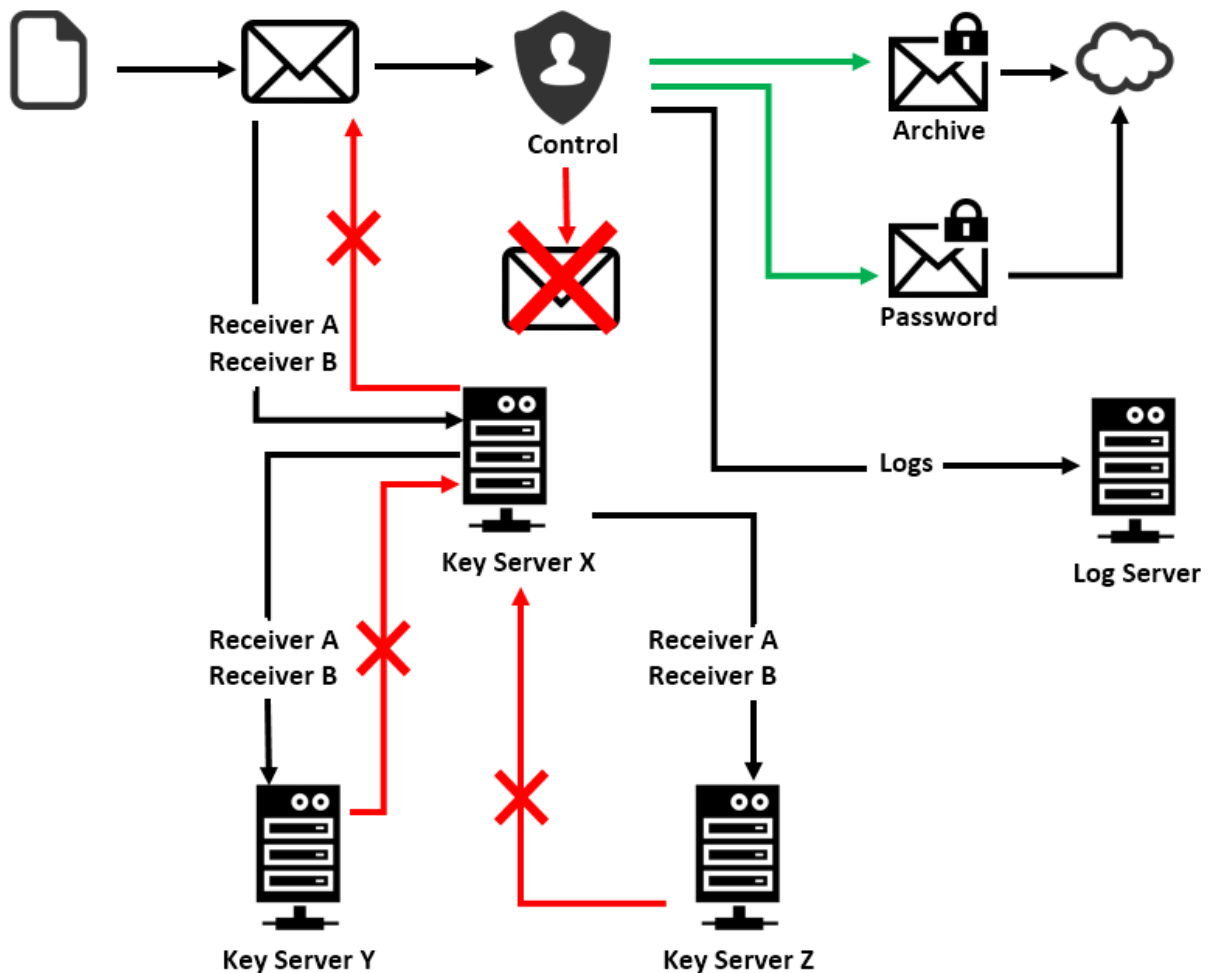 Control
Archive
Password
Receiver A
Receiver B
Logs
Key Server X
Log Server
Receiver A
Receiver B
Receiver A
Receiver B
Key Server Y
Key Server Z